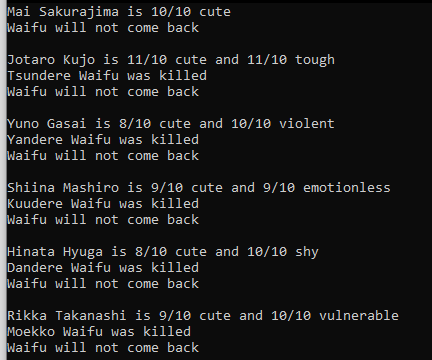 Mai Sakurajima is 10/10 cute
Waifu will not come back
Jotaro Kujo is 11/10 cute and 11/10 tough
Tsundere Waifu was killed
Waifu will not come back
Yuno Gasai is 8/10 cute and 10/10 violent
Yandere Waifu was killed
Waifu will not come back
Shiina Mashiro is 9/10 cute and 9/10 emotionless
Kuudere Waifu was killed
Waifu will not come back
Hinata Hyuga is 8/10 cute and 10/10 shy
Dandere Waifu was killed
Waifu will not come back
Rikka Takanashi is 9/10 cute and 10/10 vulnerable
Moekko Waifu was killed
Waifu will not come back